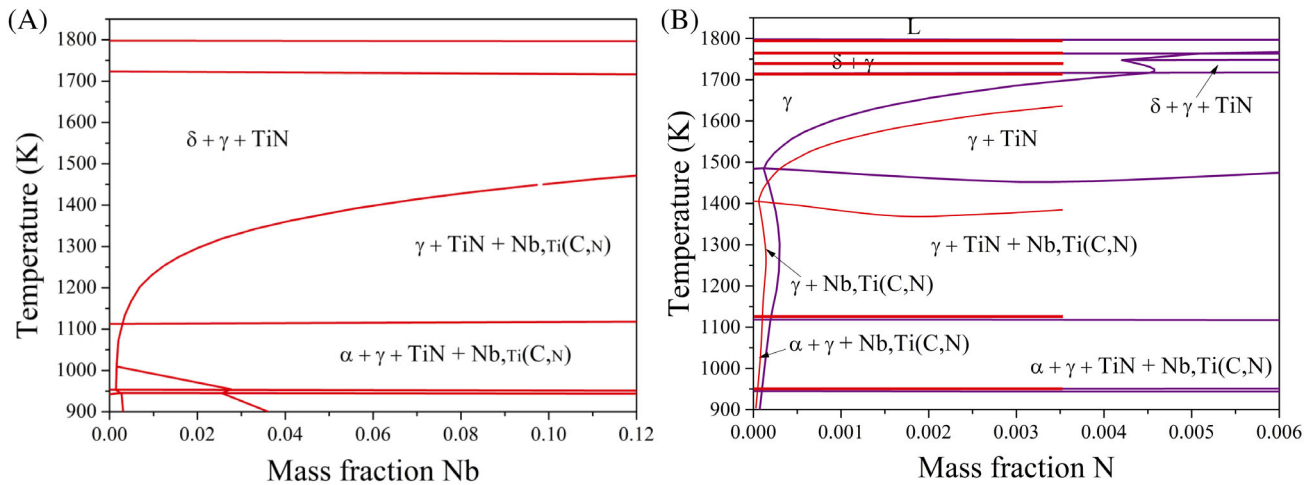 (A)
1800
1700
1600
1500
1400
1300
1200
1100
1000
900
Temperature (K)
δ + γ + TiN
γ + TiN + Nb,Ti(C,N)
α + γ + TiN + Nb,Ti(C,N)
0.00 0.02 0.04 0.06 0.08 0.10 0.12
Mass fraction Nb
(B)
1800
1700
1600
1500
1400
1300
1200
1100
1000
900
Temperature (K)
L
δ + γ
γ
δ + γ + TiN
γ + TiN
γ + TiN + Nb,Ti(C,N)
γ + Nb,Ti(C,N)
α + γ + Nb,Ti(C,N)
α + γ + TiN + Nb,Ti(C,N)
0.000 0.001 0.002 0.003 0.004 0.005 0.006
Mass fraction N